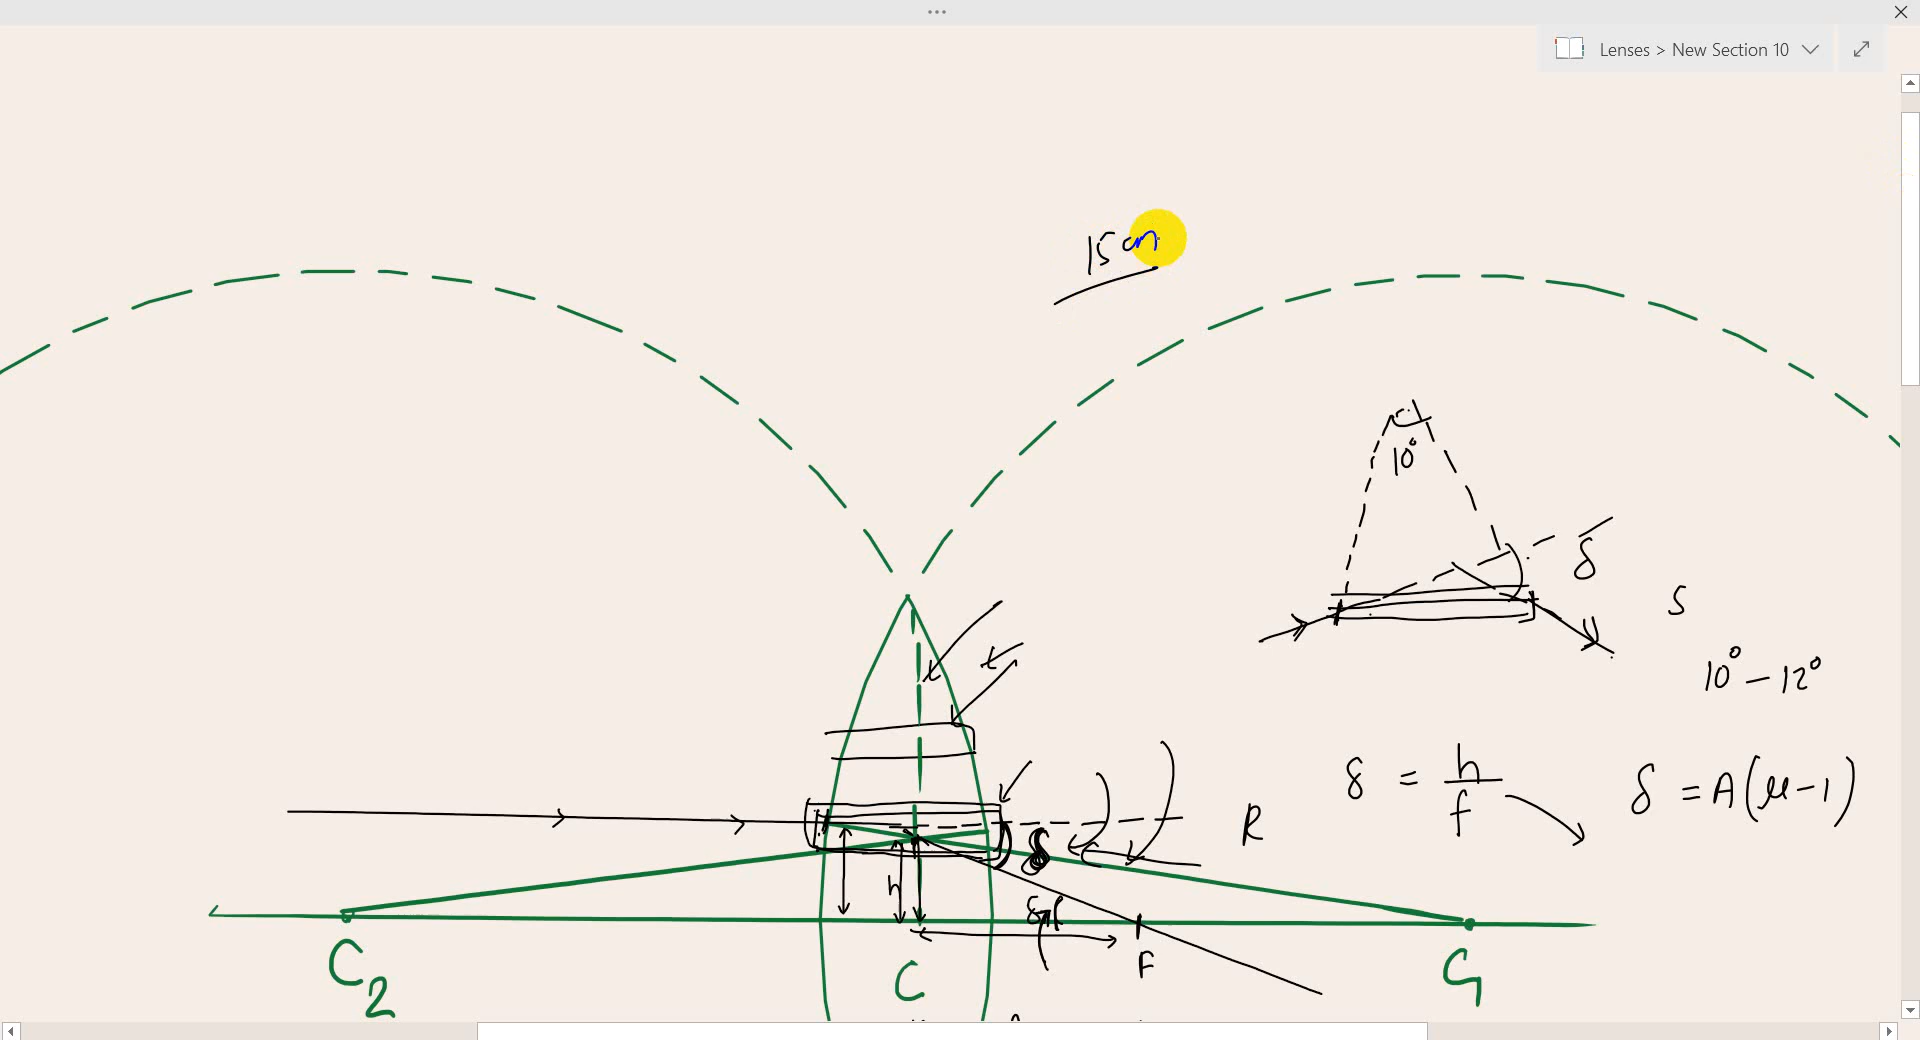 Lenses > New Section 10
15 cm
10°
δ
S
t
t
10° – 12°
δ = h/f
δ = A(μ-1)
R
δ
h
δ
F
C₂
C
C₁